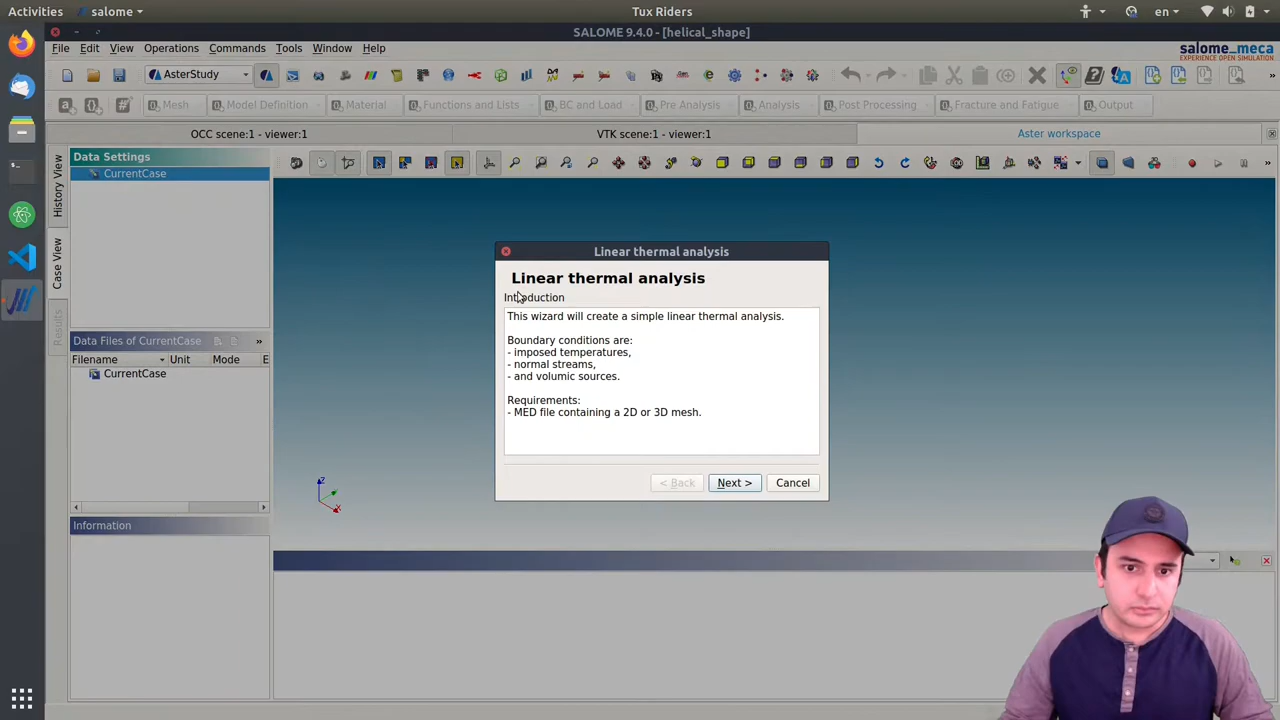 Activities
salome
Tux Riders
en
SALOME 9.4.0 - [helical_shape]
File Edit View Operations Commands Tools Window Help
salome_meca
EXPERIENCE OPEN SIMULATION
AsterStudy
Mesh Model Definition Material Functions and Lists BC and Load Pre Analysis Analysis Post Processing Fracture and Fatigue Output
OCC scene:1 - viewer:1
VTK scene:1 - viewer:1
Aster workspace
History View
Case View
Results
Data Settings
CurrentCase
Data Files of CurrentCase
»
Filename Unit Mode E
CurrentCase
Information
Linear thermal analysis
Linear thermal analysis
Introduction
This wizard will create a simple linear thermal analysis.
Boundary conditions are:
- imposed temperatures,
- normal streams,
- and volumic sources.
Requirements:
- MED file containing a 2D or 3D mesh.
< Back
Next >
Cancel
Z
X